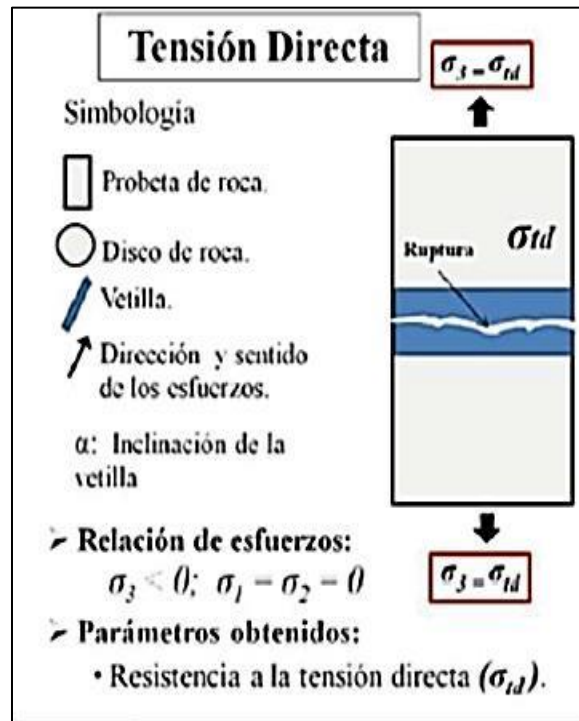 Tensión Directa
σ3 = σtd
Simbología
Probeta de roca.
Disco de roca.
Vetilla.
Dirección y sentido
de los esfuerzos.
α: Inclinación de la
vetilla
Ruptura
σtd
σ3 = σtd
➢ Relación de esfuerzos:
σ3 < 0; σ1 = σ2 = 0
➢ Parámetros obtenidos:
• Resistencia a la tensión directa (σtd).